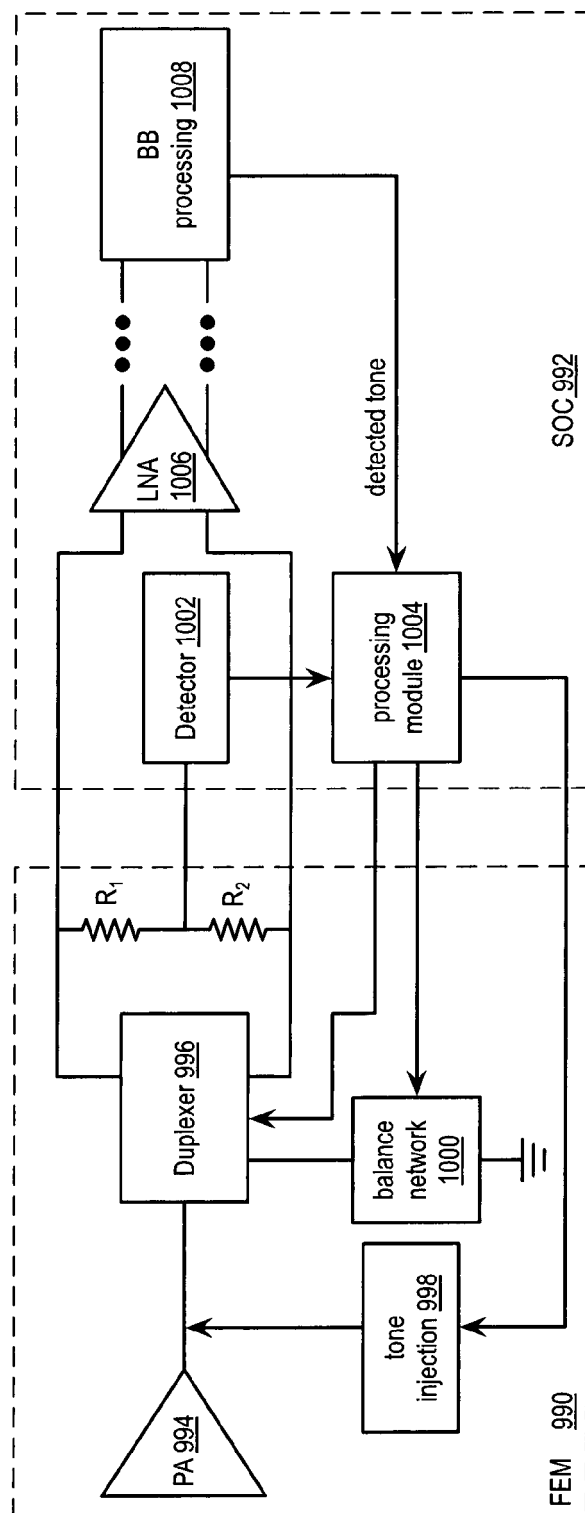 PA 994
FEM 990
tone
injection 998
balance
network
1000
Duplexer 996
R1
R2
Detector 1002
processing
module 1004
LNA
1006
detected tone
BB
processing 1008
SOC 992